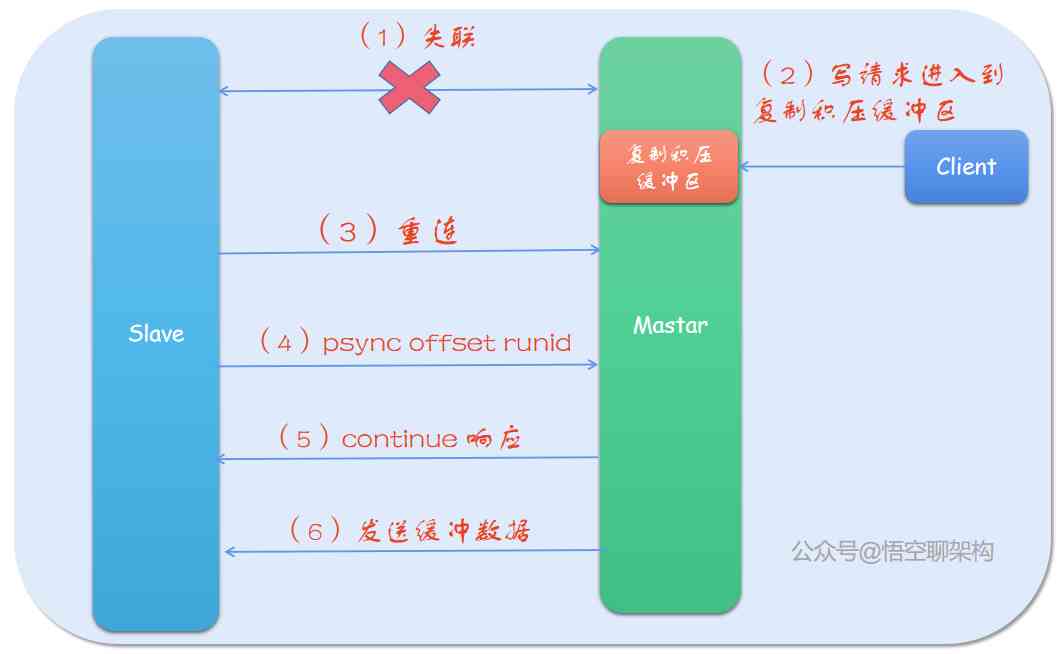 （1）失联
（2）写请求进入到
复制积压缓冲区
复制积压
缓冲区
Client
（3）重连
Slave
Mastar
（4）psync offset runid
（5）continue 响应
（6）发送缓冲数据
公众号@悟空聊架构